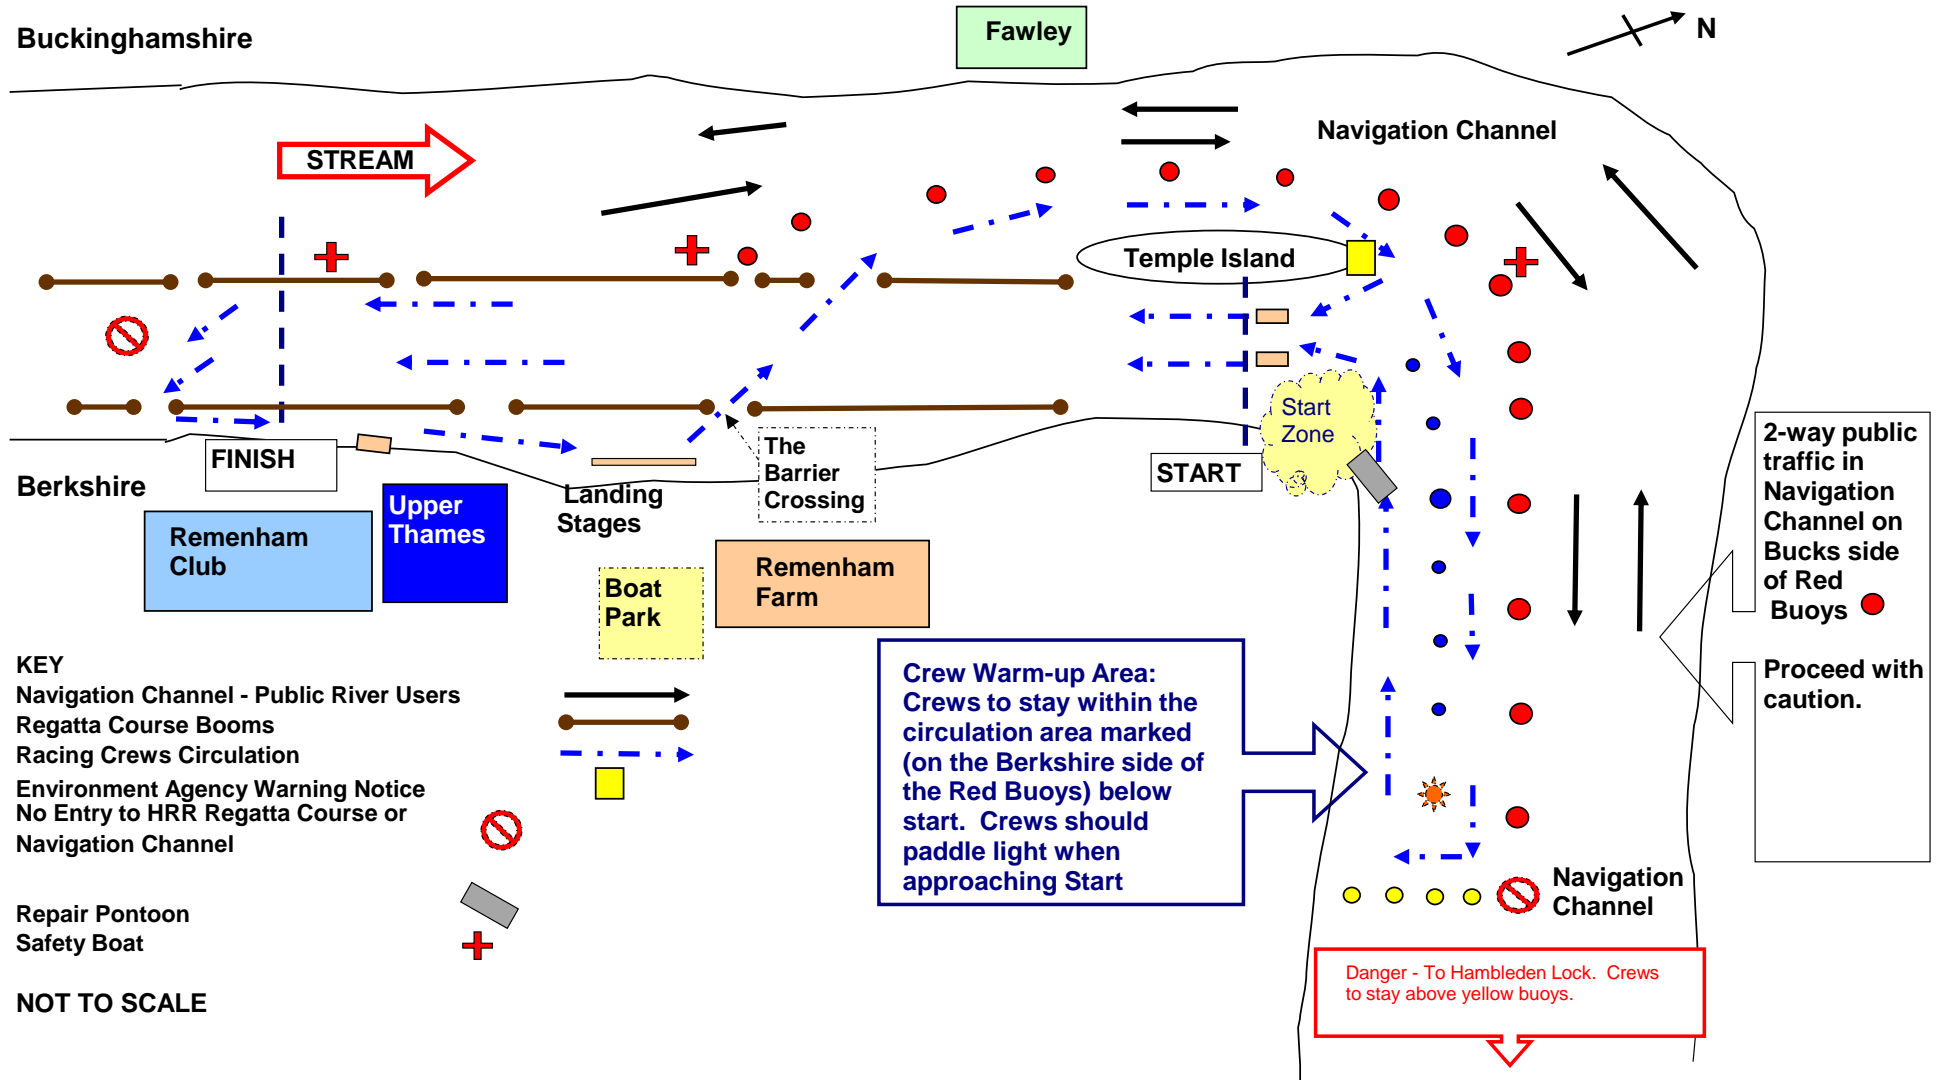 Buckinghamshire
Fawley
N
Navigation Channel
STREAM
Temple Island
Start
Zone
FINISH
START
The
Barrier
Crossing
Berkshire
Landing
Stages
Upper
Thames
Remenham
Club
Boat
Park
Remenham
Farm
2-way public
traffic in
Navigation
Channel on
Bucks side
of Red
Buoys
Proceed with
caution.
KEY
Navigation Channel - Public River Users
Regatta Course Booms
Racing Crews Circulation
Environment Agency Warning Notice
No Entry to HRR Regatta Course or
Navigation Channel
Repair Pontoon
Safety Boat
NOT TO SCALE
Crew Warm-up Area:
Crews to stay within the
circulation area marked
(on the Berkshire side of
the Red Buoys) below
start. Crews should
paddle light when
approaching Start
Navigation
Channel
Danger - To Hambleden Lock. Crews
to stay above yellow buoys.